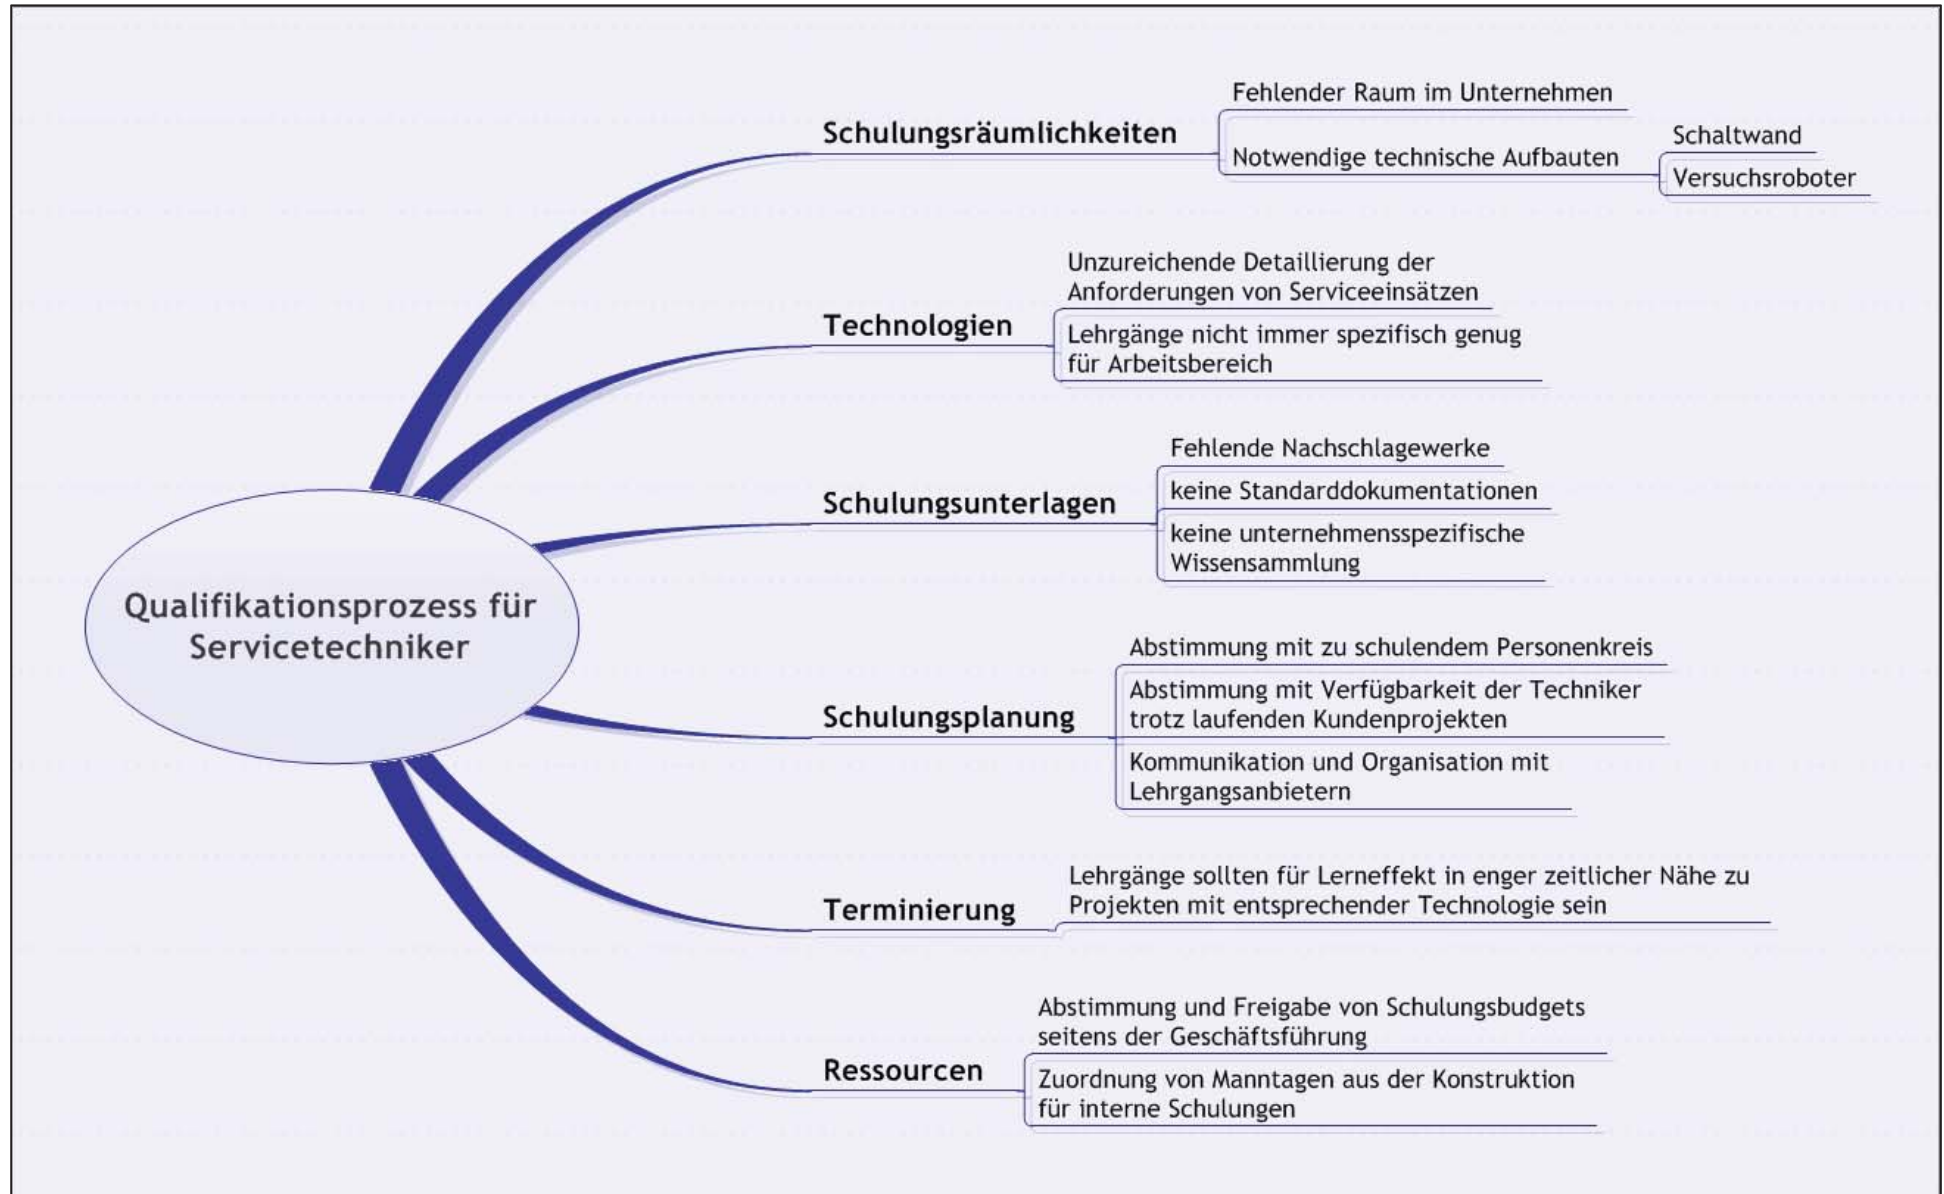 Qualifikationsprozess für
Servicetechniker
Schulungsräumlichkeiten
Fehlender Raum im Unternehmen
Notwendige technische Aufbauten
Schaltwand
Versuchsroboter
Technologien
Unzureichende Detaillierung der
Anforderungen von Serviceeinsätzen
Lehrgänge nicht immer spezifisch genug
für Arbeitsbereich
Schulungsunterlagen
Fehlende Nachschlagewerke
keine Standarddokumentationen
keine unternehmensspezifische
Wissensammlung
Schulungsplanung
Abstimmung mit zu schulendem Personenkreis
Abstimmung mit Verfügbarkeit der Techniker
trotz laufenden Kundenprojekten
Kommunikation und Organisation mit
Lehrgangsanbietern
Terminierung
Lehrgänge sollten für Lerneffekt in enger zeitlicher Nähe zu
Projekten mit entsprechender Technologie sein
Ressourcen
Abstimmung und Freigabe von Schulungsbudgets
seitens der Geschäftsführung
Zuordnung von Manntagen aus der Konstruktion
für interne Schulungen